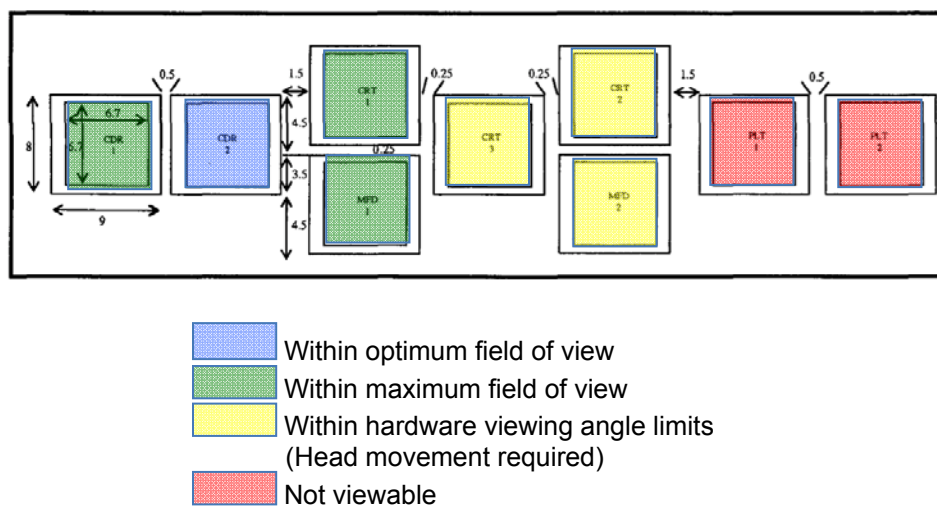 0.5
1.5
0.25
0.25
1.5
0.5
CRT
1
CRT
2
8
6.7
5.7
CDR
1
CDR
2
4.5
CRT
3
PLT
1
PLT
2
0.25
3.5
9
4.5
MFD
1
MFD
2
Within optimum field of view
Within maximum field of view
Within hardware viewing angle limits
(Head movement required)
Not viewable